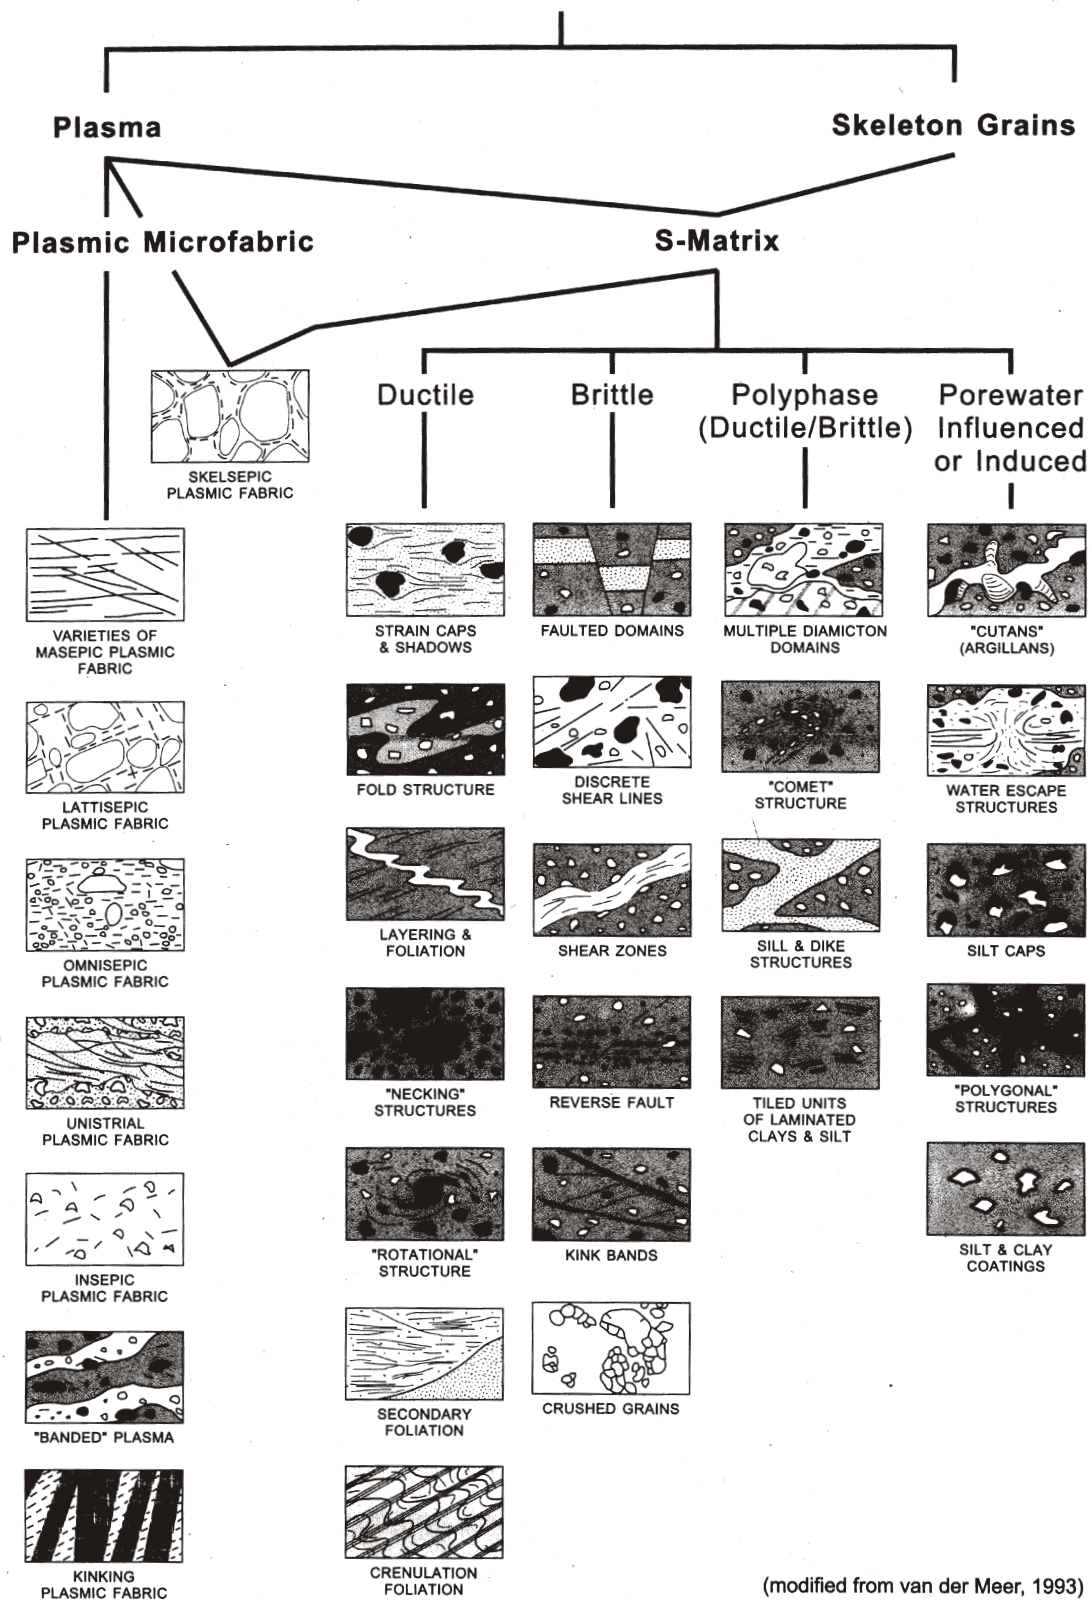 Plasma
Skeleton Grains
Plasmic Microfabric
S-Matrix
SKELSEPIC
PLASMIC FABRIC
Ductile
Brittle
Polyphase
(Ductile/Brittle)
Porewater
Influenced
or Induced
VARIETIES OF
MASEPIC PLASMIC
FABRIC
LATTISEPIC
PLASMIC FABRIC
OMNISEPIC
PLASMIC FABRIC
UNISTRIAL
PLASMIC FABRIC
INSEPIC
PLASMIC FABRIC
"BANDED" PLASMA
KINKING
PLASMIC FABRIC
STRAIN CAPS
& SHADOWS
FOLD STRUCTURE
LAYERING &
FOLIATION
"NECKING"
STRUCTURES
"ROTATIONAL"
STRUCTURE
SECONDARY
FOLIATION
CRENULATION
FOLIATION
FAULTED DOMAINS
DISCRETE
SHEAR LINES
SHEAR ZONES
REVERSE FAULT
KINK BANDS
CRUSHED GRAINS
MULTIPLE DIAMICTON
DOMAINS
"COMET"
STRUCTURE
SILL & DIKE
STRUCTURES
TILED UNITS
OF LAMINATED
CLAYS & SILT
"CUTANS"
(ARGILLANS)
WATER ESCAPE
STRUCTURES
SILT CAPS
"POLYGONAL"
STRUCTURES
SILT & CLAY
COATINGS
(modified from van der Meer, 1993)